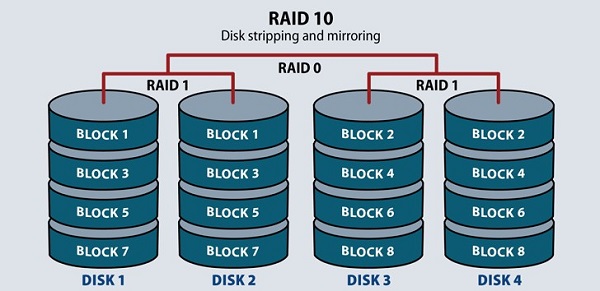 RAID 10
Disk stripping and mirroring
RAID 0
RAID 1 RAID 1
BLOCK 1 BLOCK 1 BLOCK 2 BLOCK 2
BLOCK 3 BLOCK 3 BLOCK 4 BLOCK 4
BLOCK 5 BLOCK 5 BLOCK 6 BLOCK 6
BLOCK 7 BLOCK 7 BLOCK 8 BLOCK 8
DISK 1 DISK 2 DISK 3 DISK 4